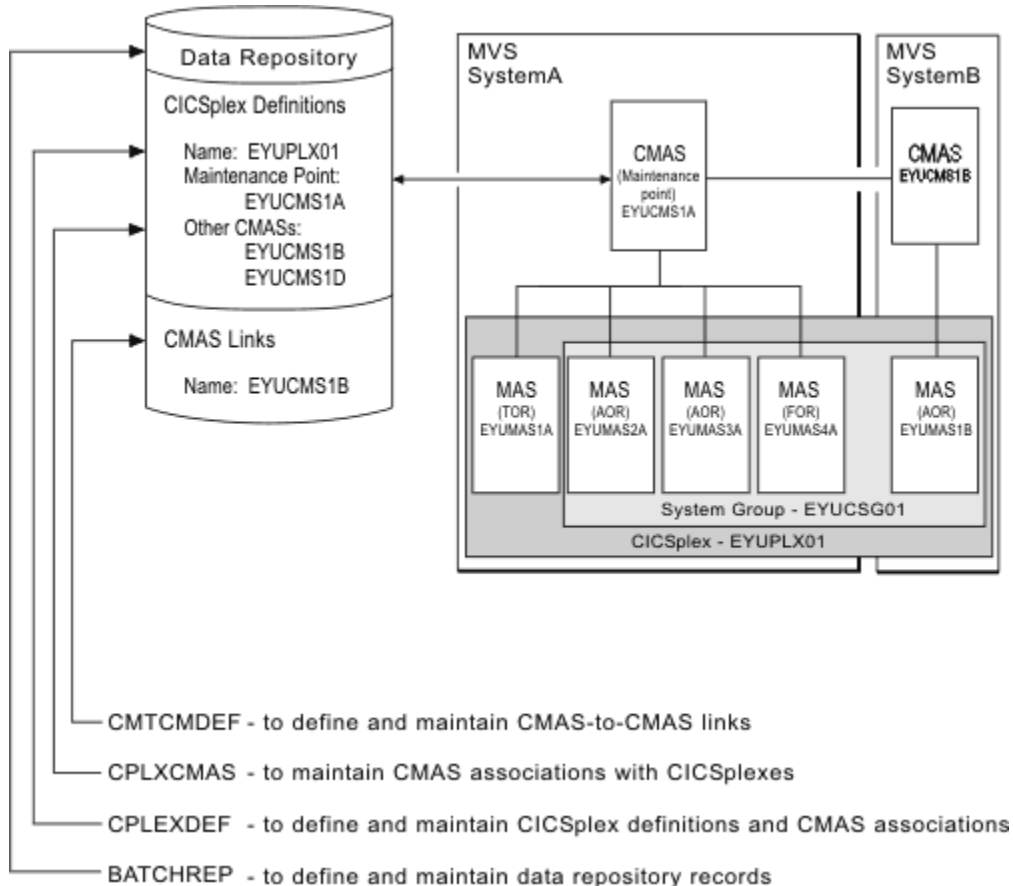 Data Repository
CICSplex Definitions
Name: EYUPLX01
Maintenance Point:
EYUCMS1A
Other CMASs:
EYUCMS1B
EYUCMS1D
CMAS Links
Name: EYUCMS1B
MVS
SystemA
CMAS
(Maintenance
point)
EYUCMS1A
MVS
SystemB
CMAS
EYUCMS1B
MAS
(TOR)
EYUMAS1A
MAS
(AOR)
EYUMAS2A
MAS
(AOR)
EYUMAS3A
MAS
(FOR)
EYUMAS4A
MAS
(AOR)
EYUMAS1B
System Group - EYUCSG01
CICSplex - EYUPLX01
CMTCMDEF - to define and maintain CMAS-to-CMAS links
CPLXCMAS - to maintain CMAS associations with CICSplexes
CPLEXDEF - to define and maintain CICSplex definitions and CMAS associations
BATCHREP - to define and maintain data repository records